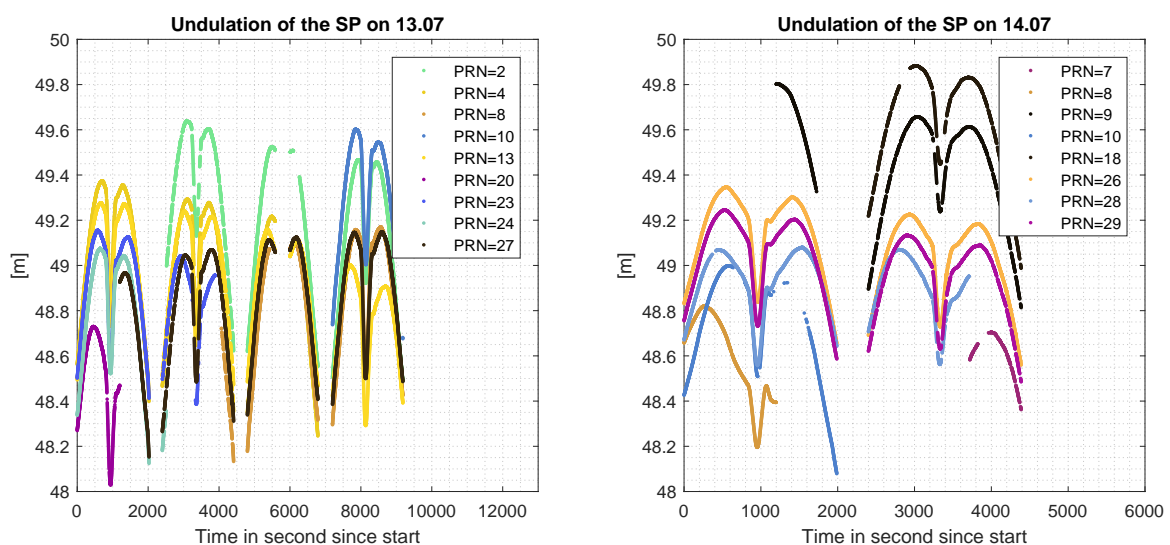 Undulation of the SP on 13.07
50
49.8
49.6
49.4
49.2
49
48.8
48.6
48.4
48.2
48
[m]
0
2000
4000
6000
8000
10000
12000
Time in second since start
PRN=2
PRN=4
PRN=8
PRN=10
PRN=13
PRN=20
PRN=23
PRN=24
PRN=27
Undulation of the SP on 14.07
50
49.8
49.6
49.4
49.2
49
48.8
48.6
48.4
48.2
48
[m]
0
1000
2000
3000
4000
5000
6000
Time in second since start
PRN=7
PRN=8
PRN=9
PRN=10
PRN=18
PRN=26
PRN=28
PRN=29